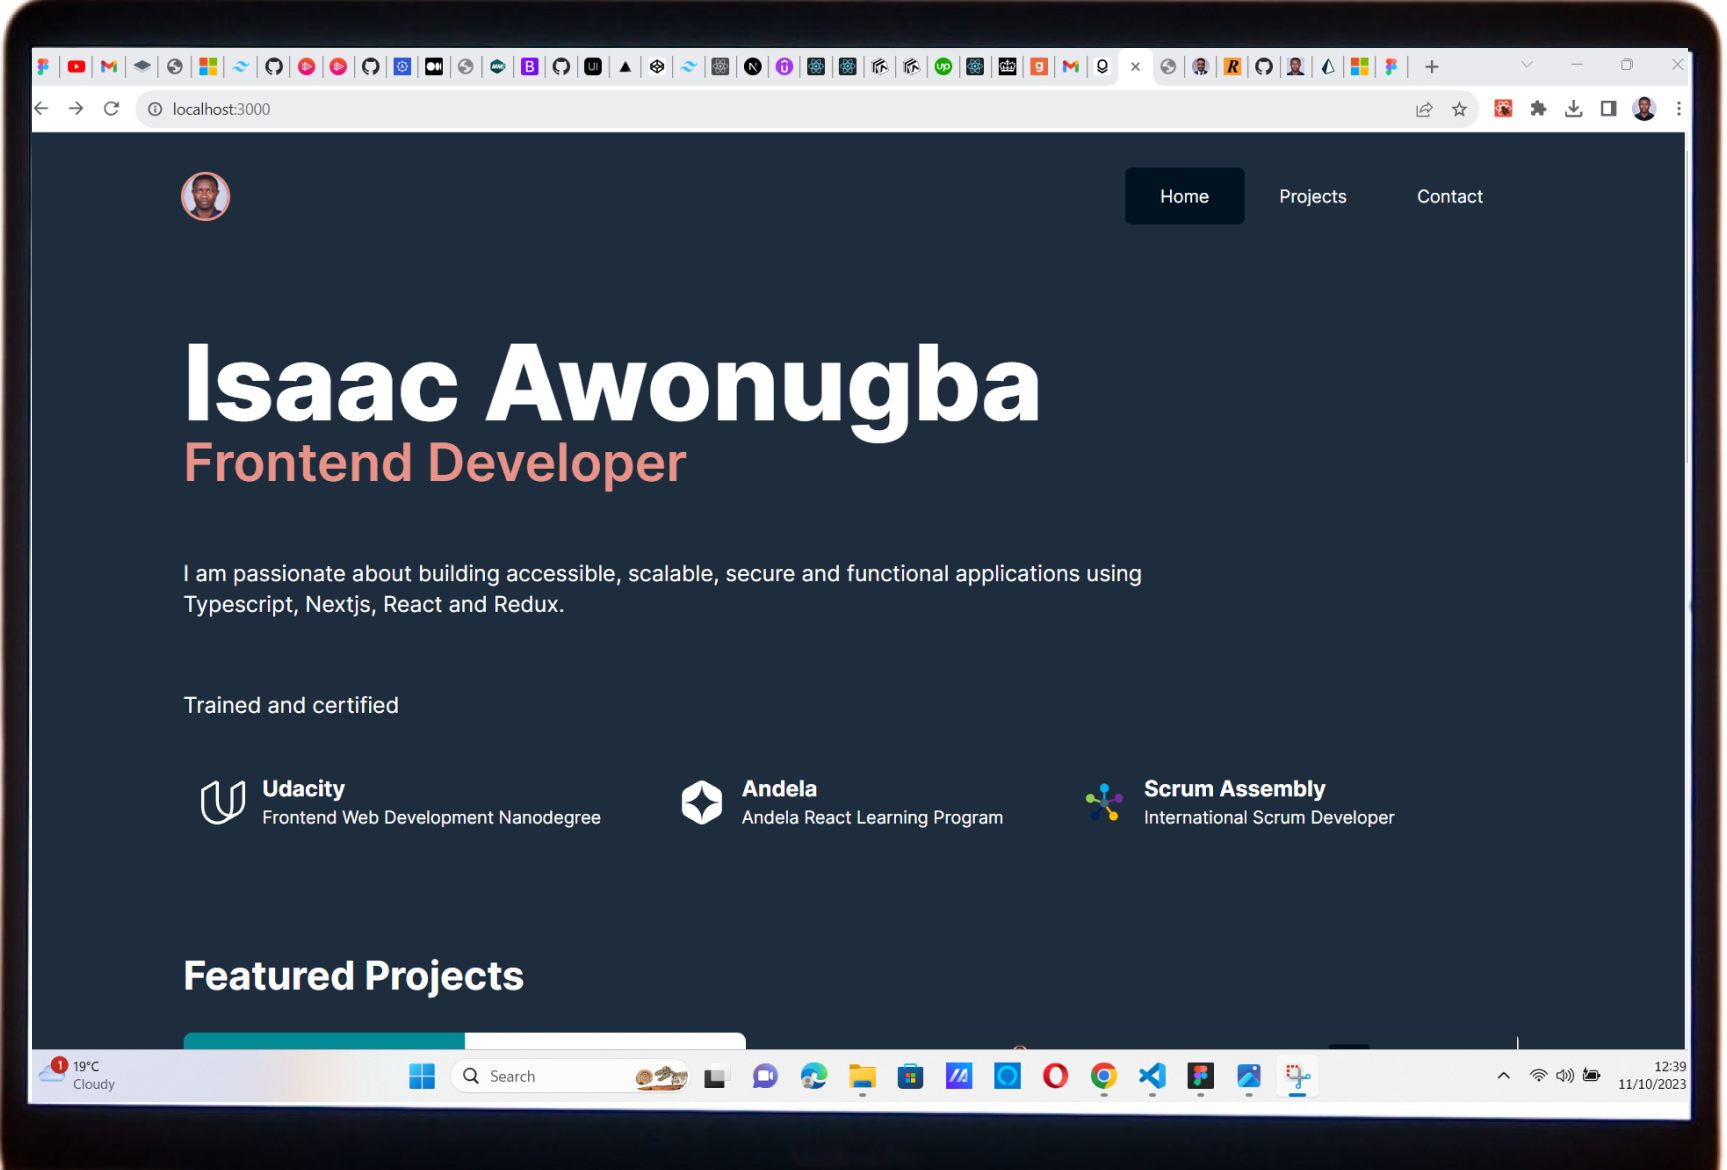 localhost:3000
Home
Projects
Contact
Isaac Awonugba
Frontend Developer
I am passionate about building accessible, scalable, secure and functional applications using
Typescript, Nextjs, React and Redux.
Trained and certified
Udacity
Frontend Web Development Nanodegree
Andela
Andela React Learning Program
Scrum Assembly
International Scrum Developer
Featured Projects
1
19°C
Cloudy
Search
12:39
11/10/2023